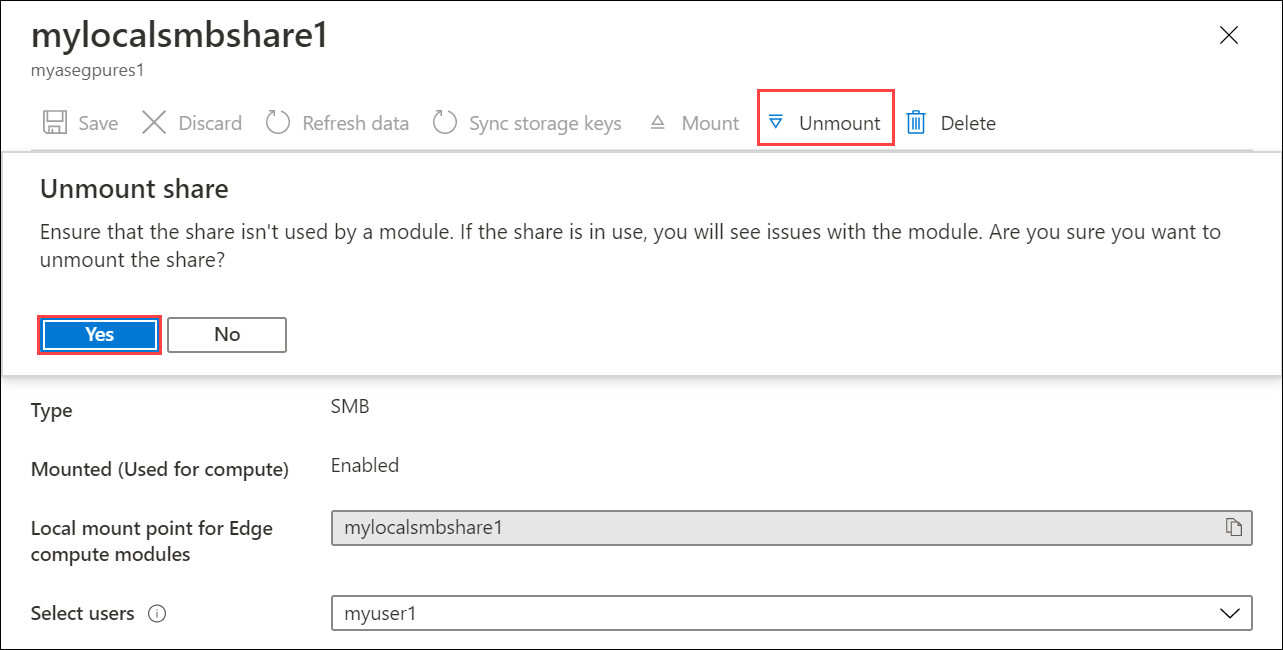 mylocalsmbshare1
myasegpures1
Save Discard Refresh data Sync storage keys Mount Unmount Delete
Unmount share
Ensure that the share isn't used by a module. If the share is in use, you will see issues with the module. Are you sure you want to
unmount the share?
Yes No
Type SMB
Mounted (Used for compute) Enabled
Local mount point for Edge
compute modules
mylocalsmbshare1
Select users myuser1